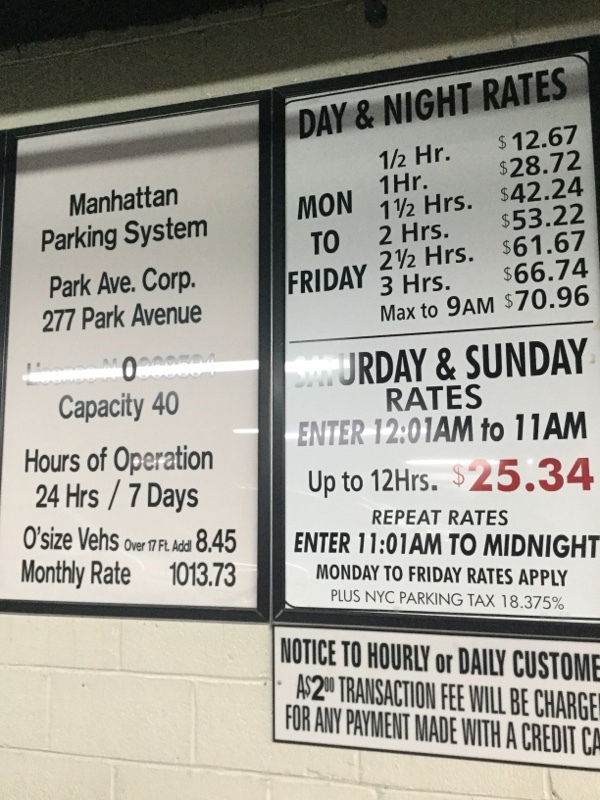 Manhattan
Parking System
Park Ave. Corp.
277 Park Avenue
0
Capacity 40
Hours of Operation
24 Hrs / 7 Days
O'size Vehs Over 17 Ft. Addl 8.45
Monthly Rate 1013.73
DAY & NIGHT RATES
MON TO FRIDAY
1/2 Hr. $12.67
1Hr. $28.72
1½ Hrs. $42.24
2 Hrs. $53.22
2½ Hrs. $61.67
3 Hrs. $66.74
Max to 9AM $70.96
SATURDAY & SUNDAY
RATES
ENTER 12:01AM to 11AM
Up to 12Hrs. $25.34
REPEAT RATES
ENTER 11:01AM TO MIDNIGHT
MONDAY TO FRIDAY RATES APPLY
PLUS NYC PARKING TAX 18.375%
NOTICE TO HOURLY or DAILY CUSTOME
A $2.00 TRANSACTION FEE WILL BE CHARGE
FOR ANY PAYMENT MADE WITH A CREDIT CA